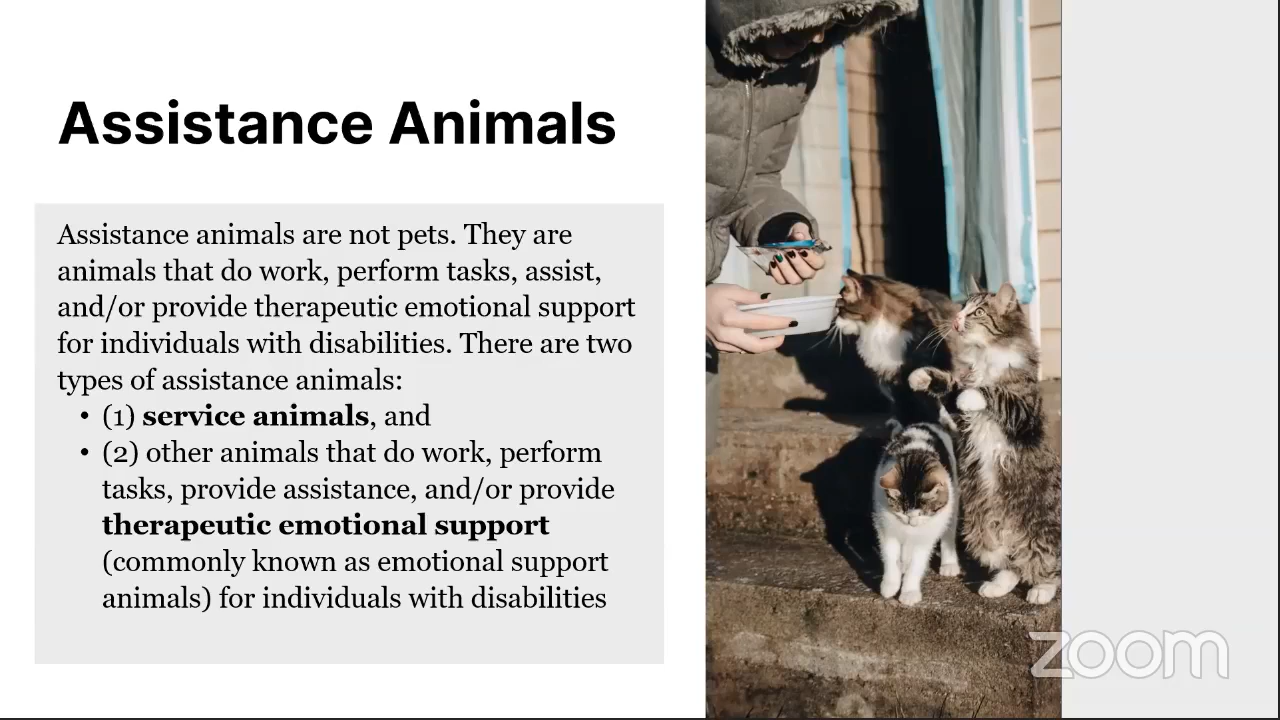 Assistance Animals
Assistance animals are not pets. They are
animals that do work, perform tasks, assist,
and/or provide therapeutic emotional support
for individuals with disabilities. There are two
types of assistance animals:
• (1) service animals, and
• (2) other animals that do work, perform
tasks, provide assistance, and/or provide
therapeutic emotional support
(commonly known as emotional support
animals) for individuals with disabilities
zoom